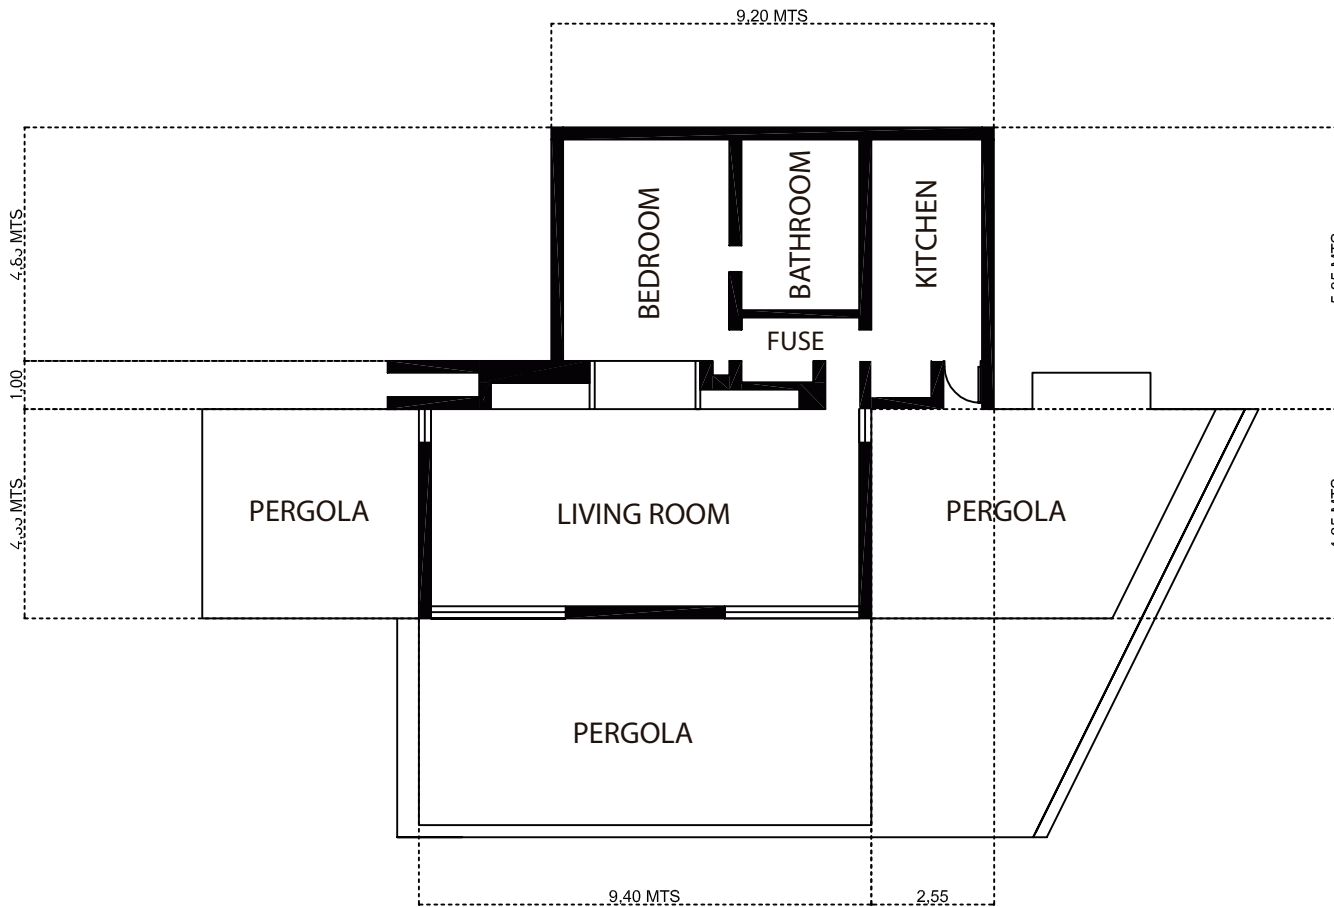 9,20 MTS
BEDROOM
BATHROOM
KITCHEN
FUSE
1,00
PERGOLA
LIVING ROOM
PERGOLA
PERGOLA
9,40 MTS
2,55